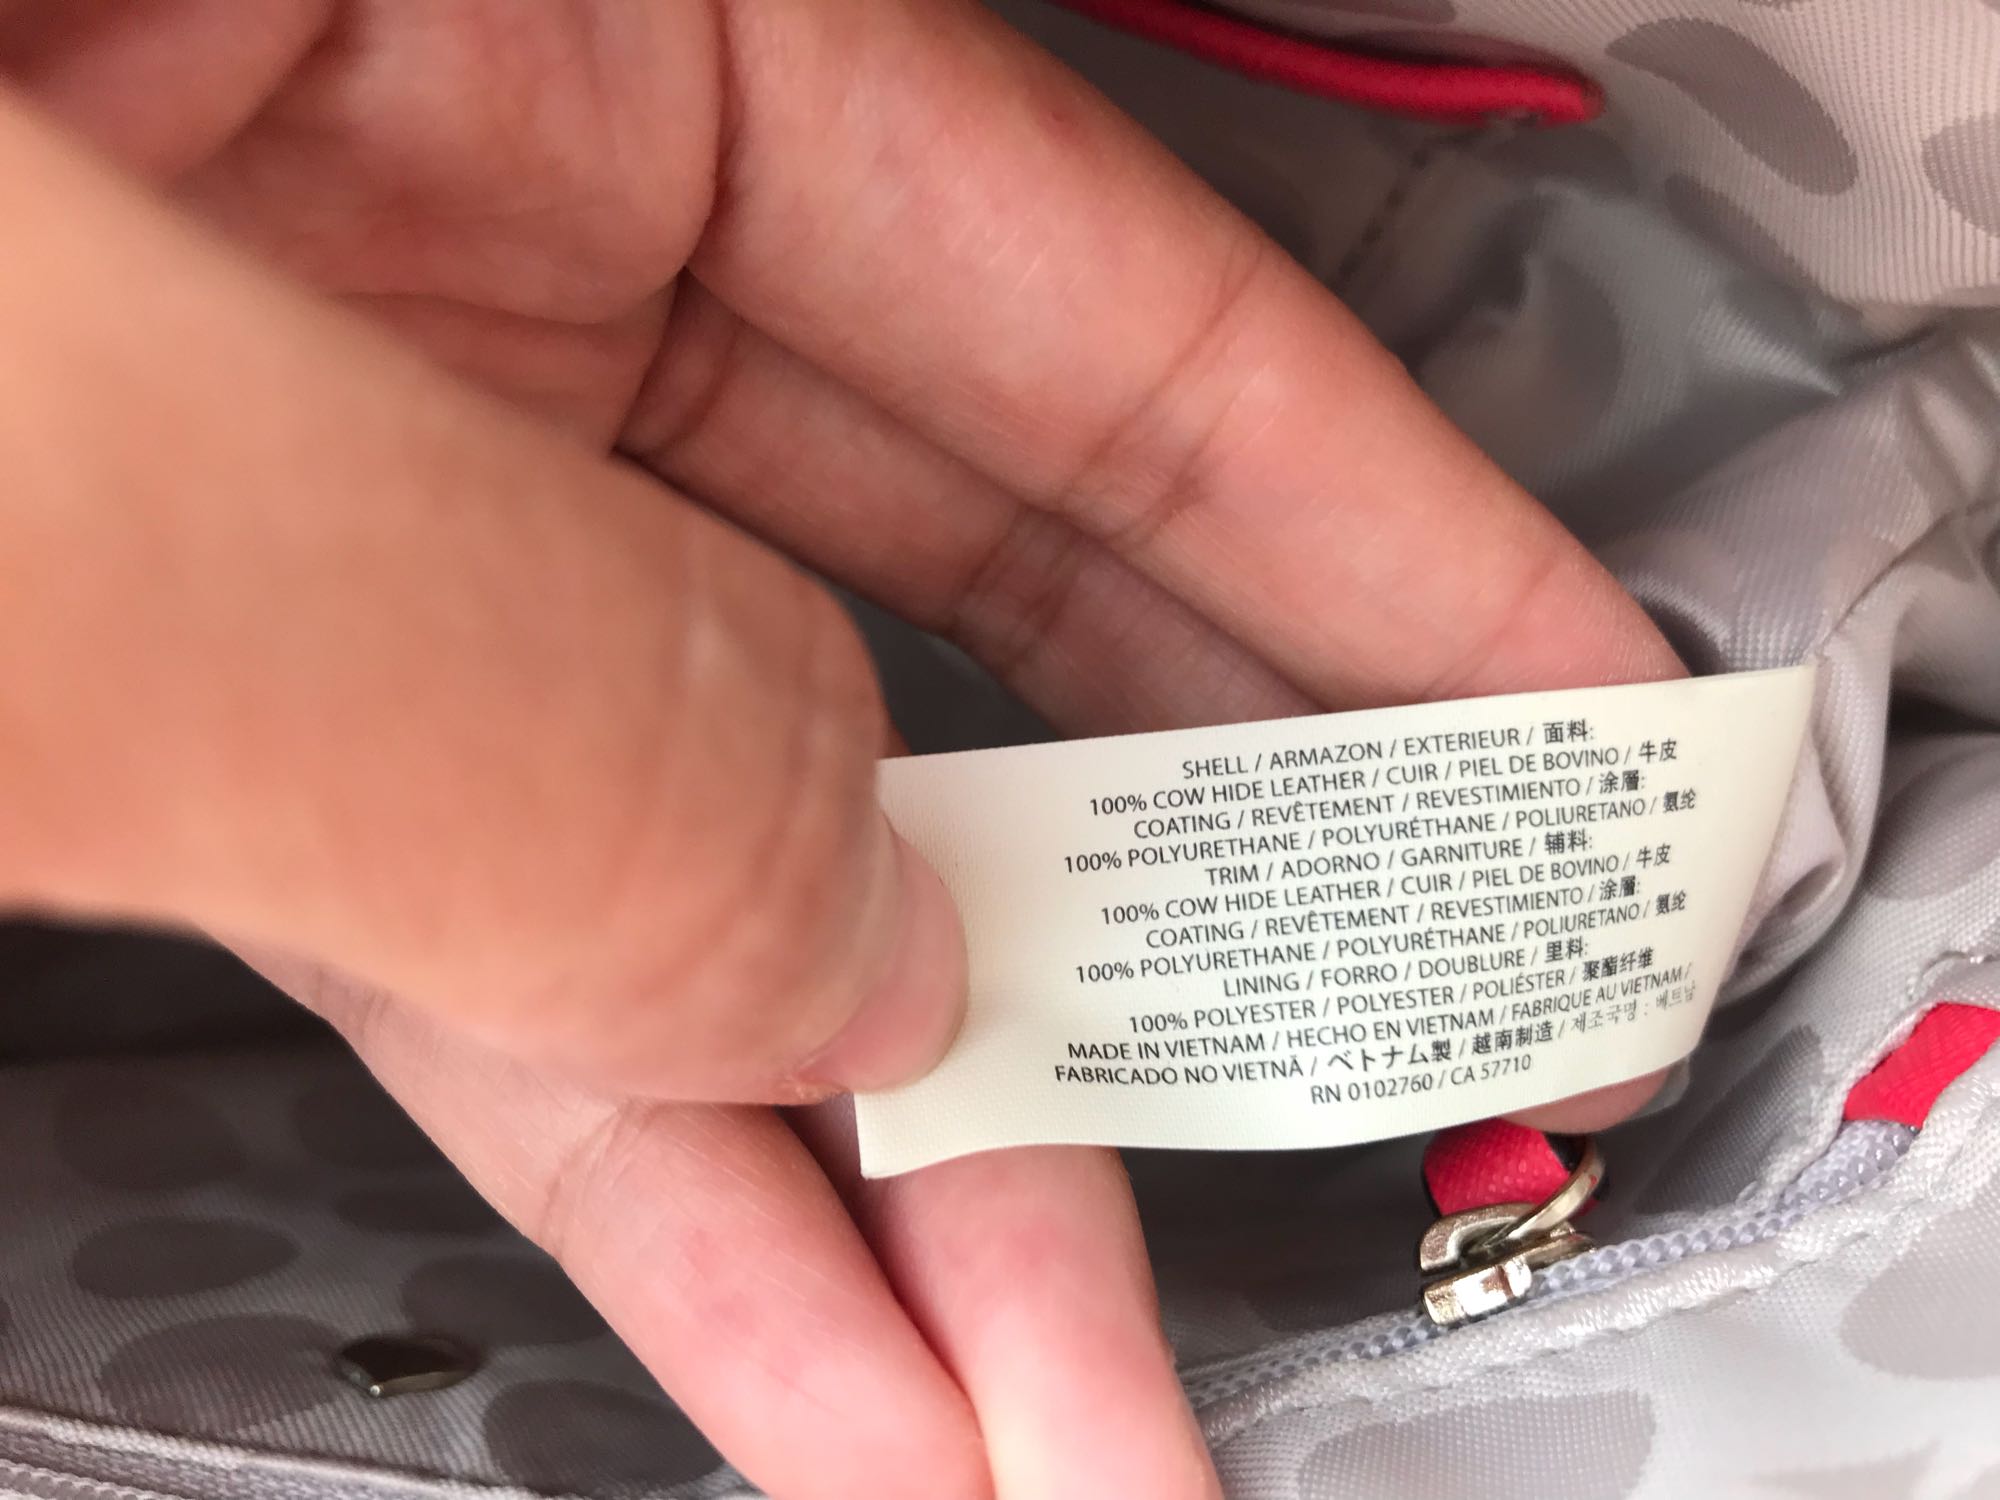 SHELL / ARMAZON / EXTERIEUR / 面料:
100% COW HIDE LEATHER / CUIR / PIEL DE BOVINO / 牛皮
COATING / REVÊTEMENT / REVESTIMIENTO / 涂層:
100% POLYURETHANE / POLYURÉTHANE / POLIURETANO / 氨纶
TRIM / ADORNO / GARNITURE / 辅料:
100% COW HIDE LEATHER / CUIR / PIEL DE BOVINO / 牛皮
COATING / REVÊTEMENT / REVESTIMIENTO / 涂層:
100% POLYURETHANE / POLYURÉTHANE / POLIURETANO / 氨纶
LINING / FORRO / DOUBLURE / 里料:
100% POLYESTER / POLYESTER / POLIÉSTER / 聚酯纤维
MADE IN VIETNAM / HECHO EN VIETNAM / FABRIQUE AU VIETNAM /
FABRICADO NO VIETNÃ / ベトナム製 / 越南制造 / 제조국명 : 베트남
RN 0102760 / CA 57710